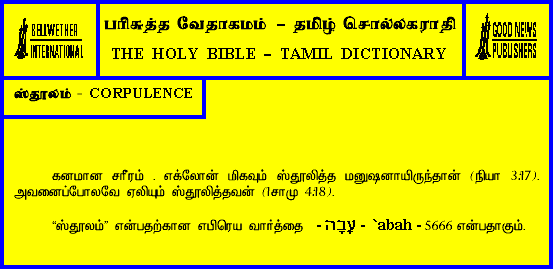 BELLWETHER
INTERNATIONAL
பரிசுத்த வேதாகமம் – தமிழ் சொல்லகராதி
THE HOLY BIBLE – TAMIL DICTIONARY
GOOD NEWS
PUBLISHERS
ஸ்தூலம் - CORPULENCE
கனமான சரீரம் . எக்லோன் மிகவும் ஸ்தூலித்த மனுஷனாயிருந்தான் (நியா 3:17).
அவனைப்போலவே ஏலியும் ஸ்தூலித்தவன் (1சாமு 4:18).
“ஸ்தூலம்” என்பதற்கான எபிரெய வார்த்தை - עָבָה - `abah - 5666 என்பதாகும்.